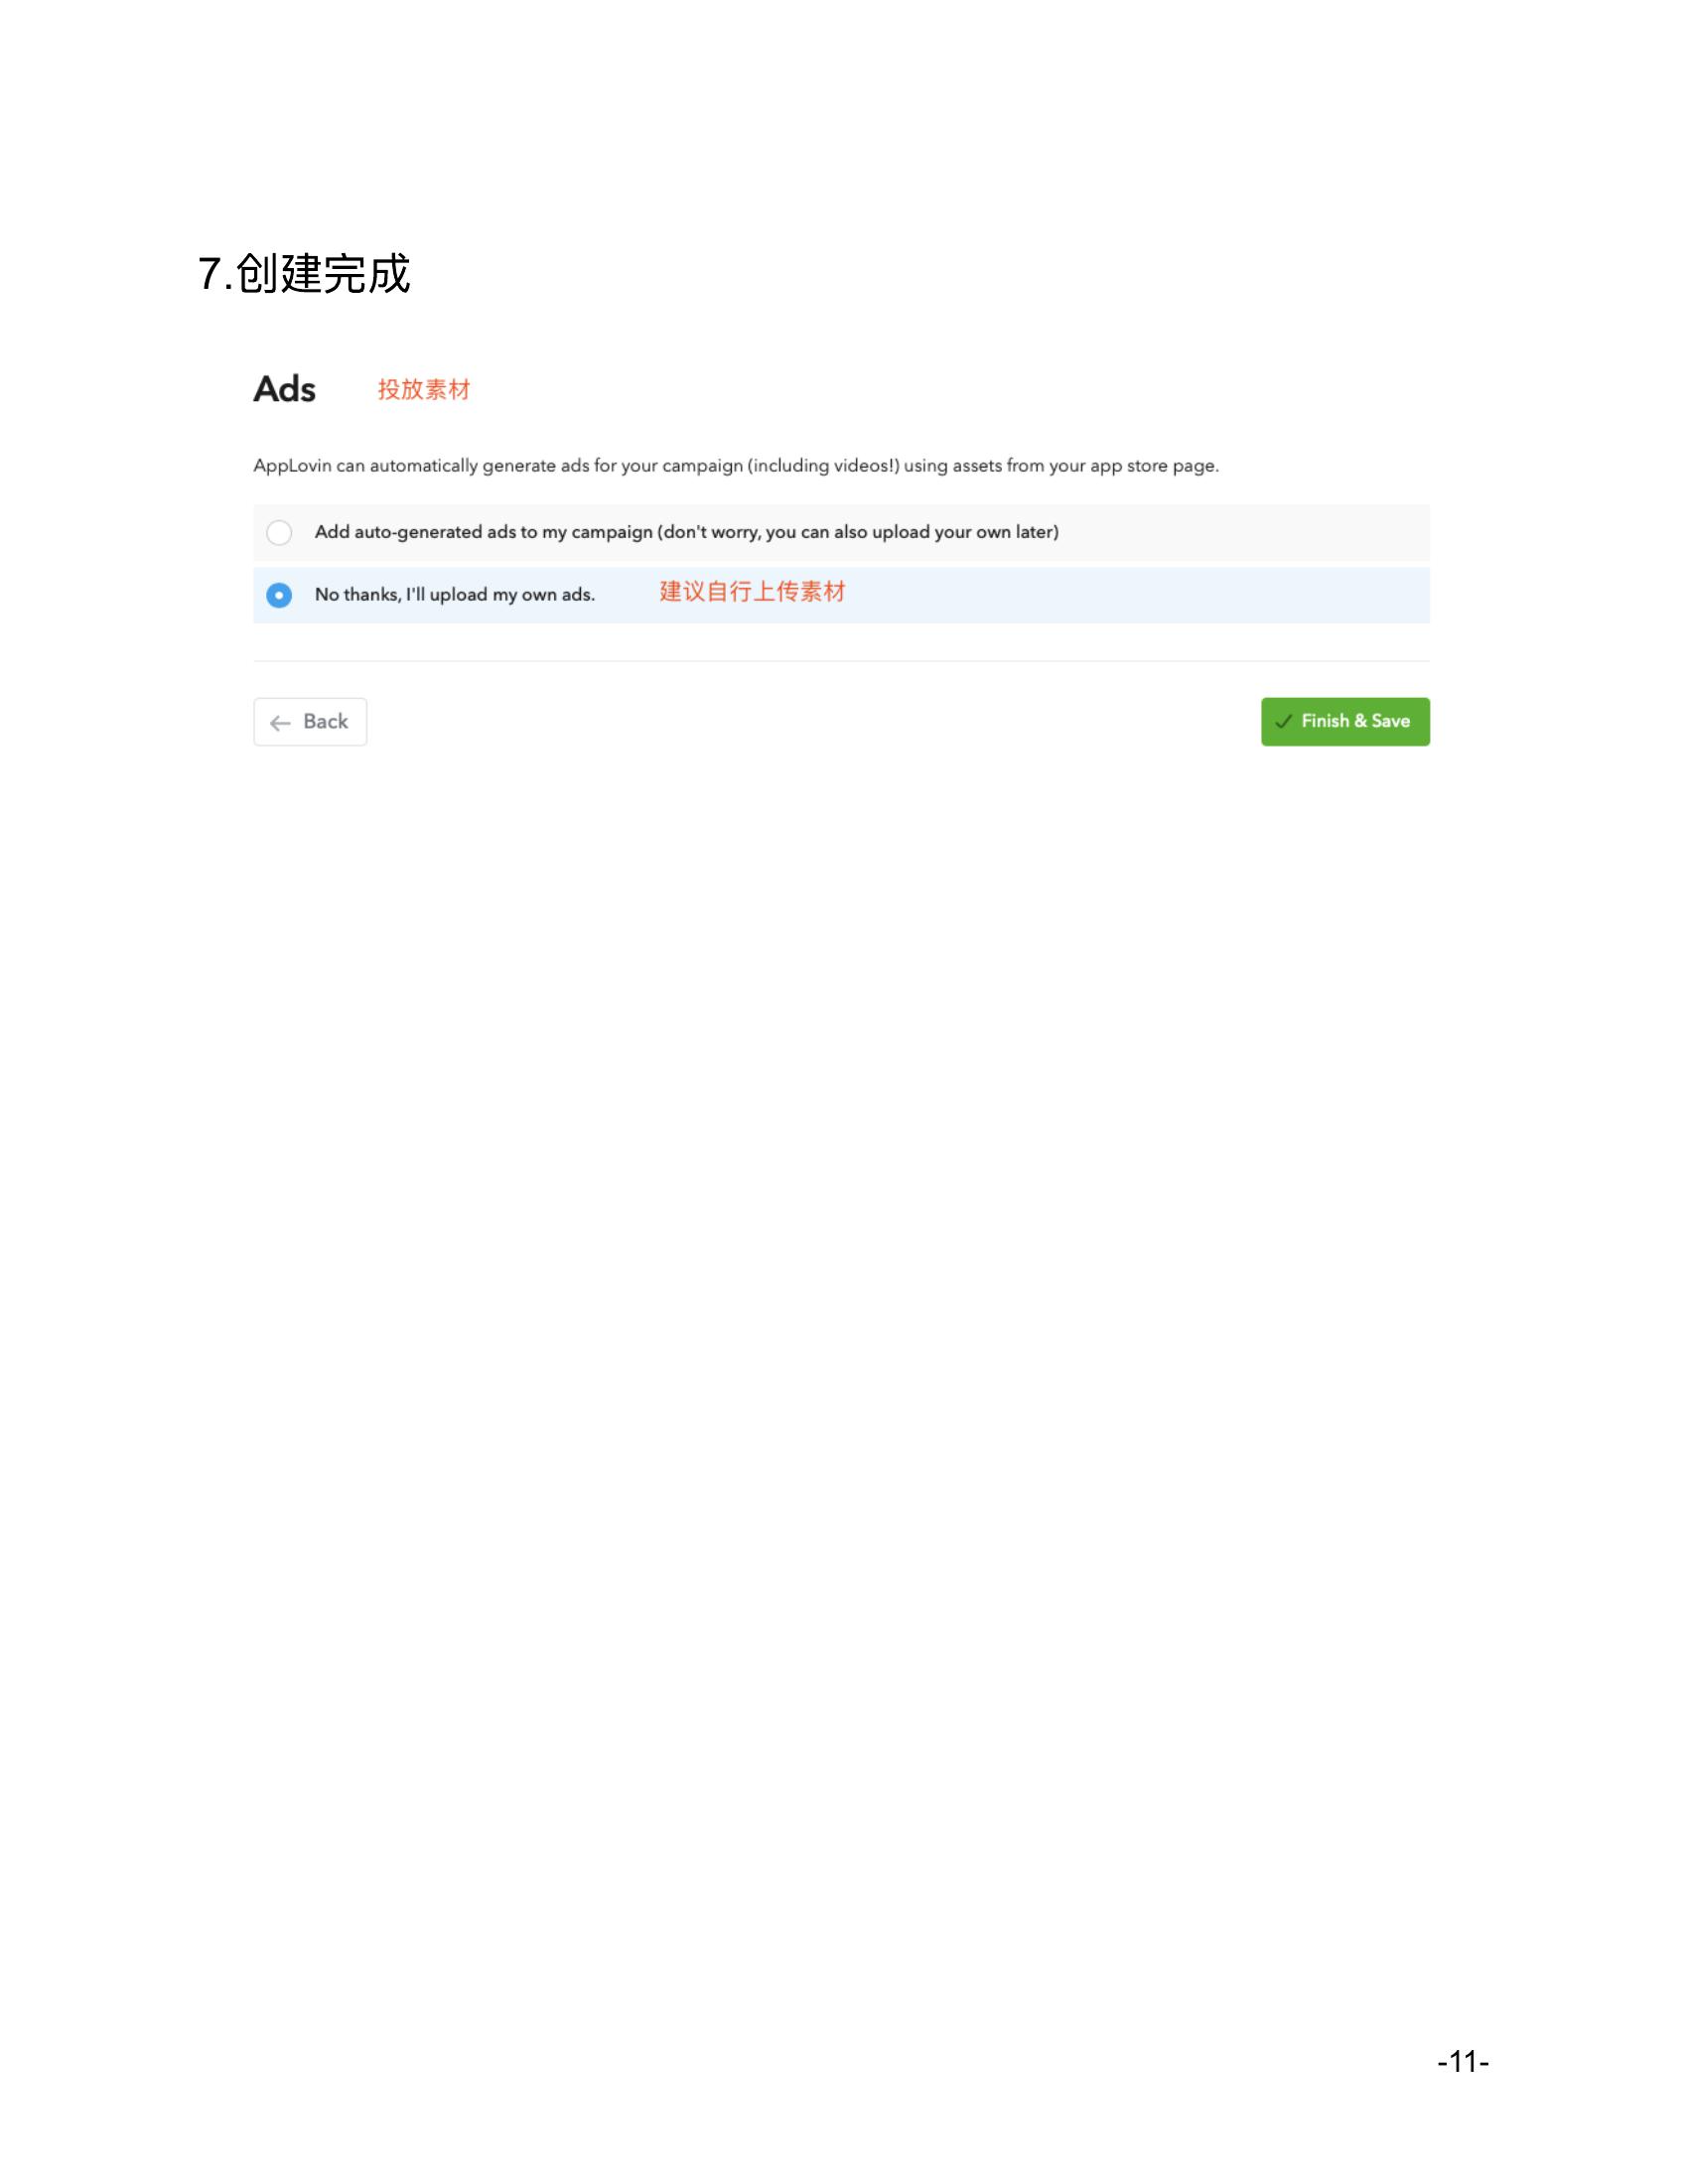 7.创建完成
Ads 投放素材
AppLovin can automatically generate ads for your campaign (including videos!) using assets from your app store page.
Add auto-generated ads to my campaign (don't worry, you can also upload your own later)
No thanks, I'll upload my own ads. 建议自行上传素材
Back Finish & Save
-11-